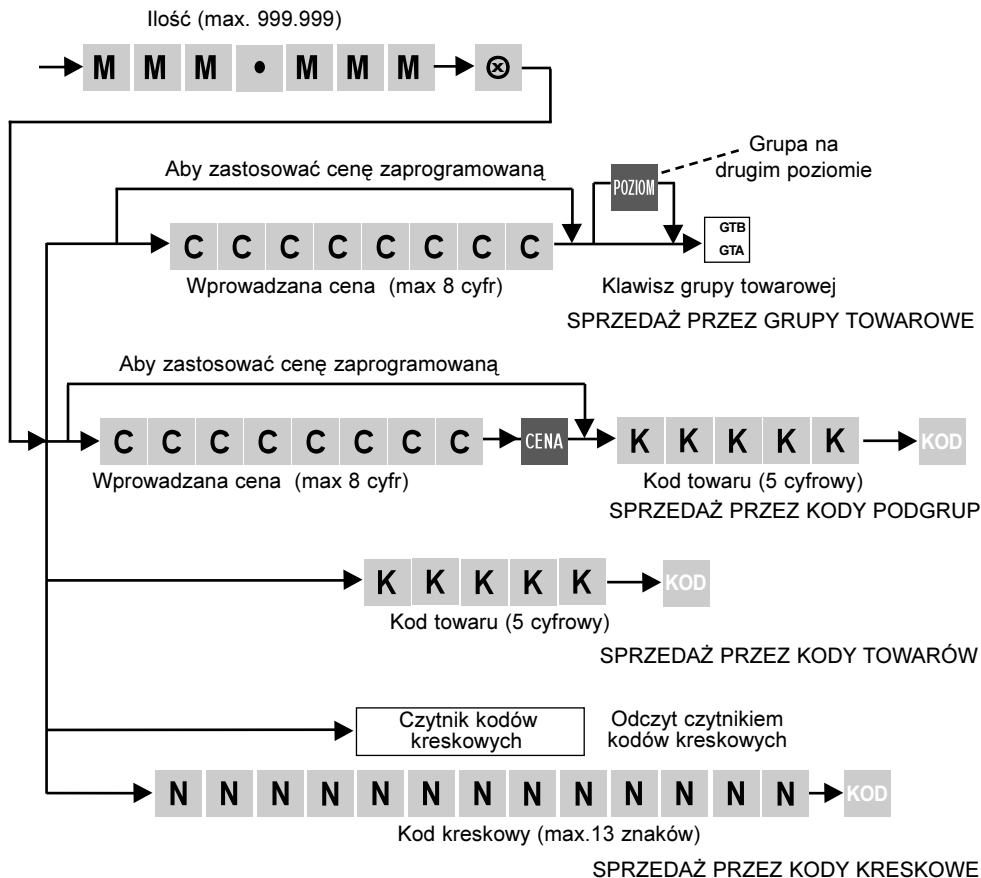 Ilość (max. 999.999)
M M M • M M M ⊗
Aby zastosować cenę zaprogramowaną
Grupa na
drugim poziomie
POZIOM
GTB
GTA
C C C C C C C C
Wprowadzana cena (max 8 cyfr)
Klawisz grupy towarowej
SPRZEDAŻ PRZEZ GRUPY TOWAROWE
Aby zastosować cenę zaprogramowaną
C C C C C C C C CENA K K K K K KOD
Wprowadzana cena (max 8 cyfr)
Kod towaru (5 cyfrowy)
SPRZEDAŻ PRZEZ KODY PODGRUP
K K K K K KOD
Kod towaru (5 cyfrowy)
SPRZEDAŻ PRZEZ KODY TOWARÓW
Czytnik kodów
kreskowych
Odczyt czytnikiem
kodów kreskowych
N N N N N N N N N N N N N KOD
Kod kreskowy (max.13 znaków)
SPRZEDAŻ PRZEZ KODY KRESKOWE